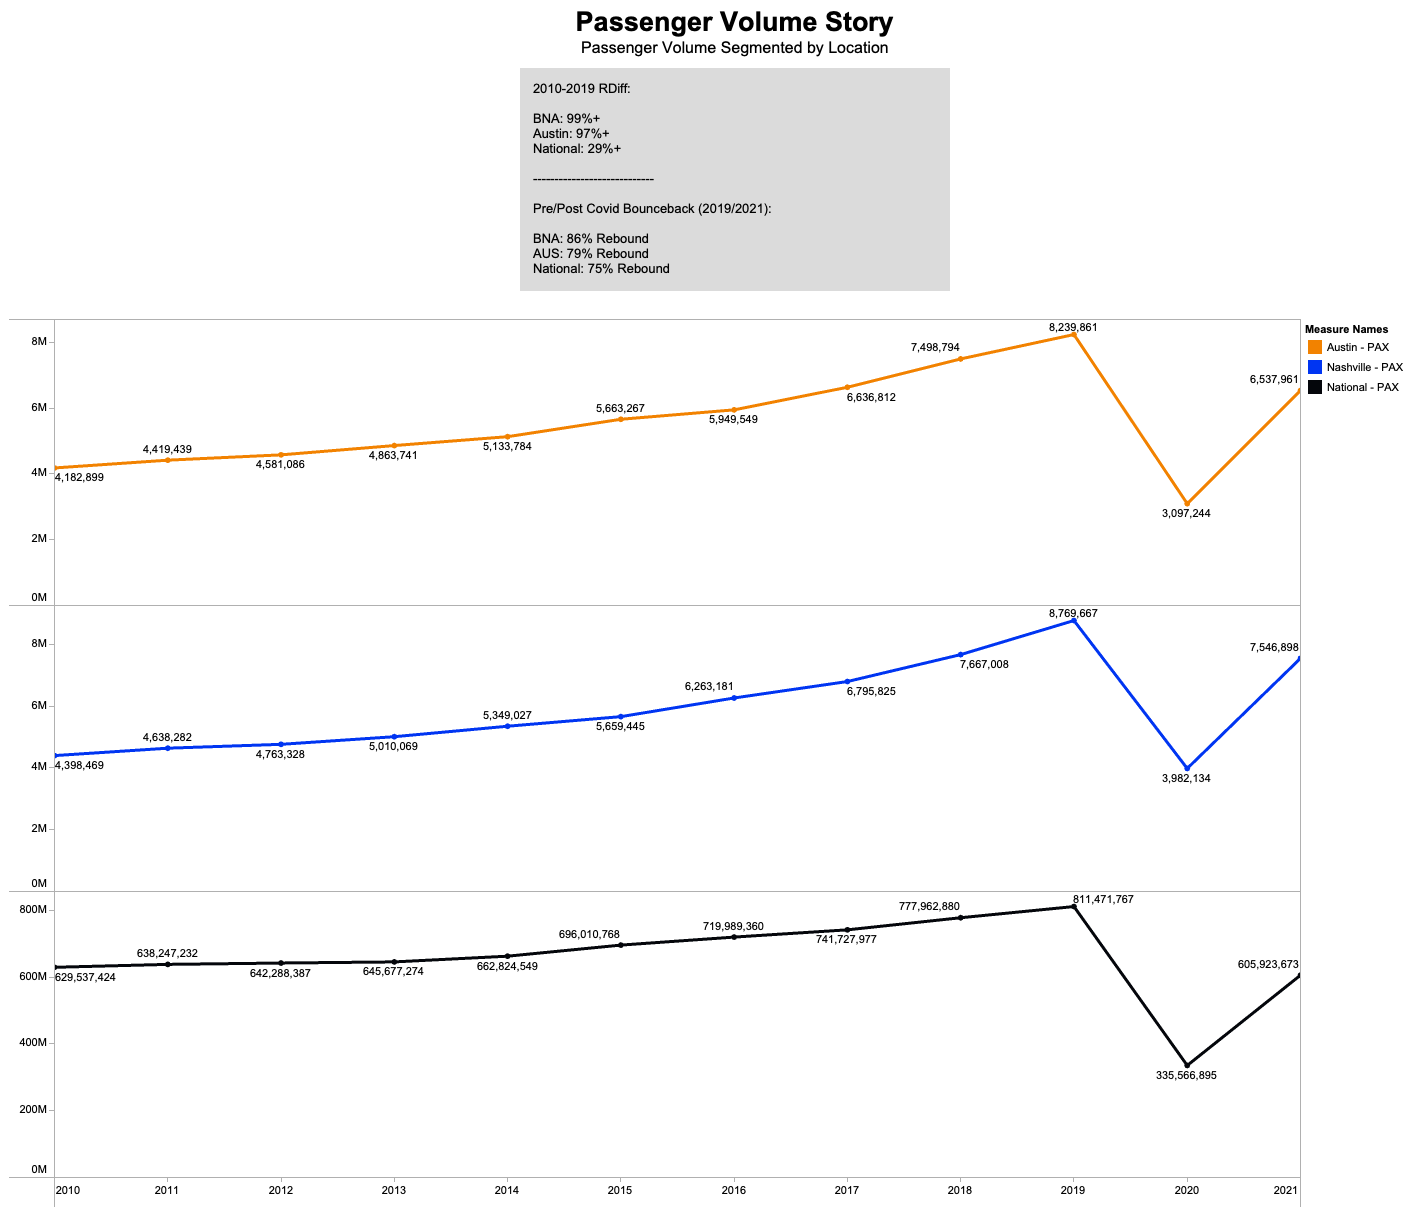 Passenger Volume Story
Passenger Volume Segmented by Location
2010-2019 RDiff:
BNA: 99%+
Austin: 97%+
National: 29%+
----------------------------
Pre/Post Covid Bounceback (2019/2021):
BNA: 86% Rebound
AUS: 79% Rebound
National: 75% Rebound
Measure Names
Austin - PAX
Nashville - PAX
National - PAX
8M
6M
4M
2M
0M
4,182,899
4,419,439
4,581,086
4,863,741
5,133,784
5,663,267
5,949,549
6,636,812
7,498,794
8,239,861
3,097,244
6,537,961
8M
6M
4M
2M
0M
4,398,469
4,638,282
4,763,328
5,010,069
5,349,027
5,659,445
6,263,181
6,795,825
7,667,008
8,769,667
3,982,134
7,546,898
800M
600M
400M
200M
0M
629,537,424
638,247,232
642,288,387
645,677,274
662,824,549
696,010,768
719,989,360
741,727,977
777,962,880
811,471,767
335,566,895
605,923,673
2010 2011 2012 2013 2014 2015 2016 2017 2018 2019 2020 2021